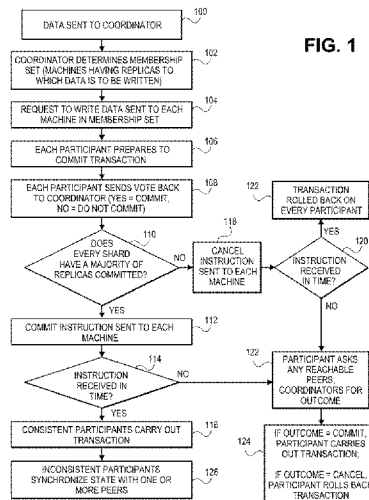 100
DATA SENT TO COORDINATOR
FIG. 1
102
COORDINATOR DETERMINES MEMBERSHIP
SET (MACHINES HAVING REPLICAS TO
WHICH DATA IS TO BE WRITTEN)
104
REQUEST TO WRITE DATA SENT TO EACH
MACHINE IN MEMBERSHIP SET
106
EACH PARTICIPANT PREPARES TO
COMMIT TRANSACTION
108
EACH PARTICIPANT SENDS VOTE BACK
TO COORDINATOR (YES = COMMIT,
NO = DO NOT COMMIT)
110
DOES
EVERY SHARD
HAVE A MAJORITY OF
REPLICAS COMMITTED?
NO
118
CANCEL
INSTRUCTION
SENT TO EACH
MACHINE
122
TRANSACTION
ROLLED BACK ON
EVERY PARTICIPANT
YES
120
INSTRUCTION
RECEIVED
IN TIME?
NO
YES
112
COMMIT INSTRUCTION SENT TO EACH
MACHINE
114
INSTRUCTION
RECEIVED IN
TIME?
NO
122
PARTICIPANT ASKS
ANY REACHABLE
PEERS,
COORDINATORS FOR
OUTCOME
YES
116
CONSISTENT PARTICIPANTS CARRY OUT
TRANSACTION
126
INCONSISTENT PARTICIPANTS
SYNCHRONIZE STATE WITH ONE OR
MORE PEERS
124
IF OUTCOME = COMMIT,
PARTICIPANT CARRIES
OUT TRANSACTION;
IF OUTCOME = CANCEL,
PARTICIPANT ROLLS BACK
TRANSACTION